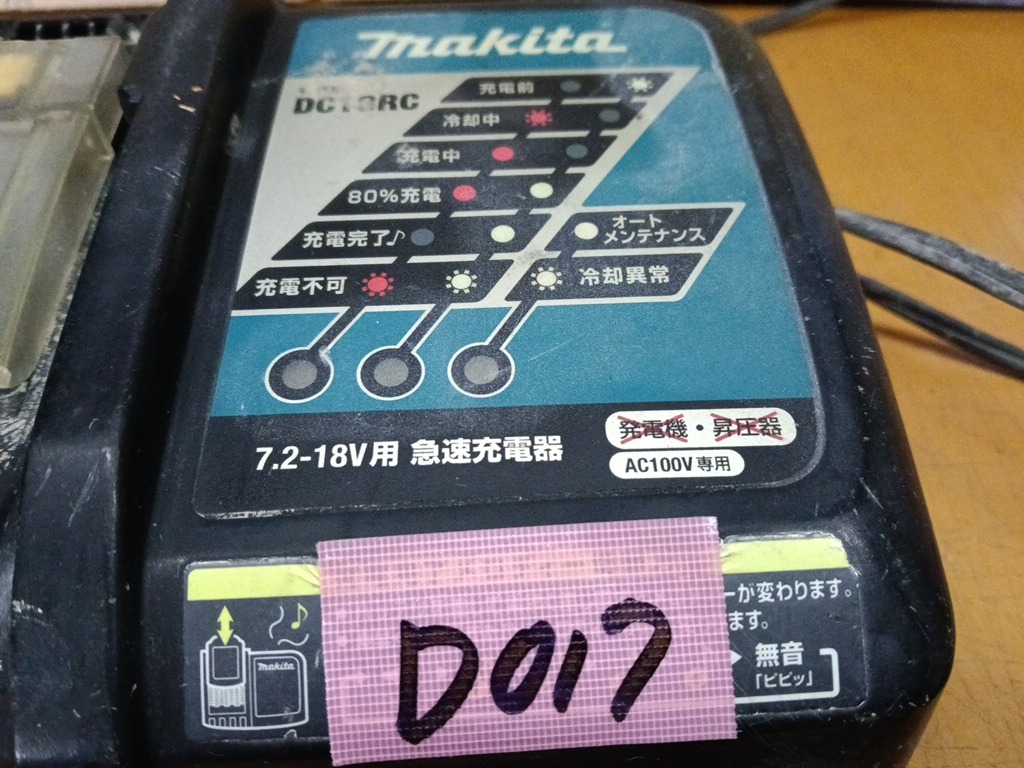 makita
DC18RC
充電前
冷却中
充電中
80%充電
充電完了♪
オート
メンテナンス
充電不可
冷却異常
7.2-18V用 急速充電器
発電機・昇圧器
AC100V専用
ーが変わります。
ます。
無音
「ピピッ」
makita
D017